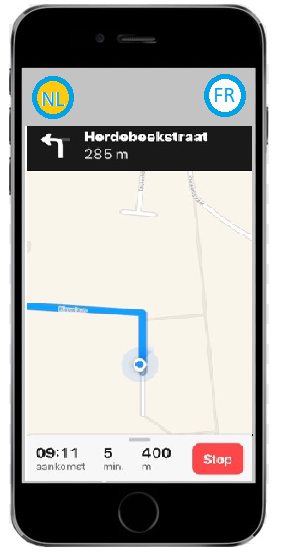 NL
FR
Herdebeekstraat
285 m
09:11 5 400
aankomst min. m
Stop